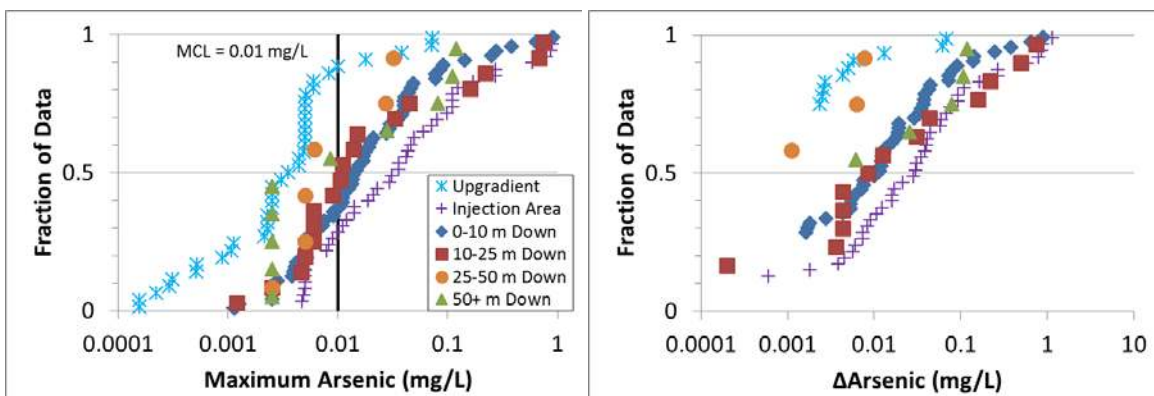 MCL = 0.01 mg/L
Fraction of Data
1
0.5
0
0.0001 0.001 0.01 0.1 1
Maximum Arsenic (mg/L)
Upgradient
Injection Area
0-10 m Down
10-25 m Down
25-50 m Down
50+ m Down
Fraction of Data
1
0.5
0
0.0001 0.001 0.01 0.1 1 10
ΔArsenic (mg/L)